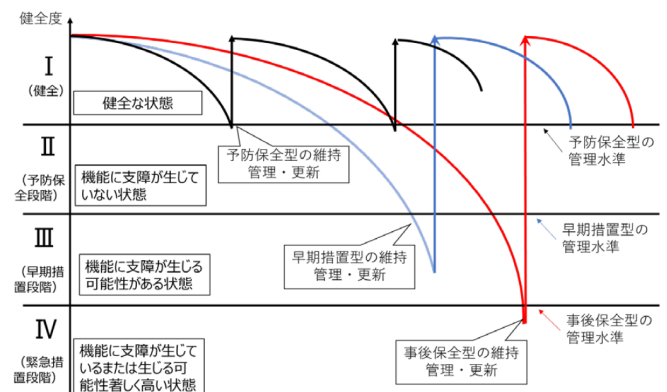 健全度
Ⅰ
（健全）
健全な状態
Ⅱ
（予防保
全段階）
機能に支障が生じて
いない状態
予防保全型の維持
管理・更新
予防保全型の
管理水準
Ⅲ
（早期措
置段階）
機能に支障が生じる
可能性がある状態
早期措置型の維持
管理・更新
早期措置型の
管理水準
Ⅳ
（緊急措
置段階）
機能に支障が生じて
いるまたは生じる可
能性著しく高い状態
事後保全型の維持
管理・更新
事後保全型の
管理水準